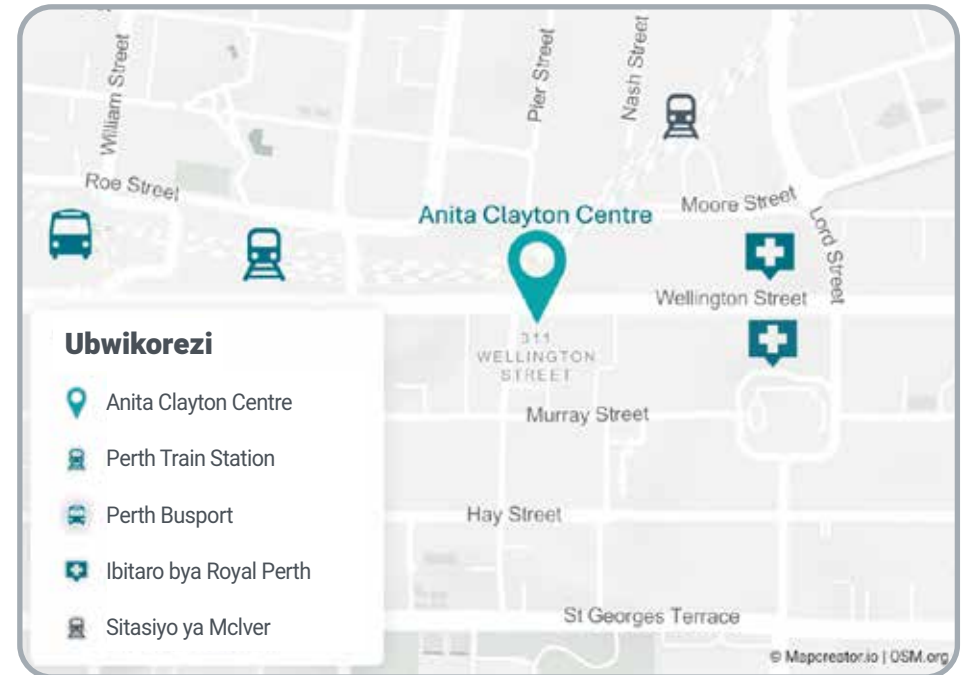 William Street
Pier Street
Nash Street
Roe Street
Moore Street
Anita Clayton Centre
Lord Street
Wellington Street
311
WELLINGTON
STREET
Murray Street
Hay Street
St Georges Terrace
Ubwikorezi
Anita Clayton Centre
Perth Train Station
Perth Busport
Ibitaro bya Royal Perth
Sitasiyo ya McIver
© Mapcreator.io | OSM.org